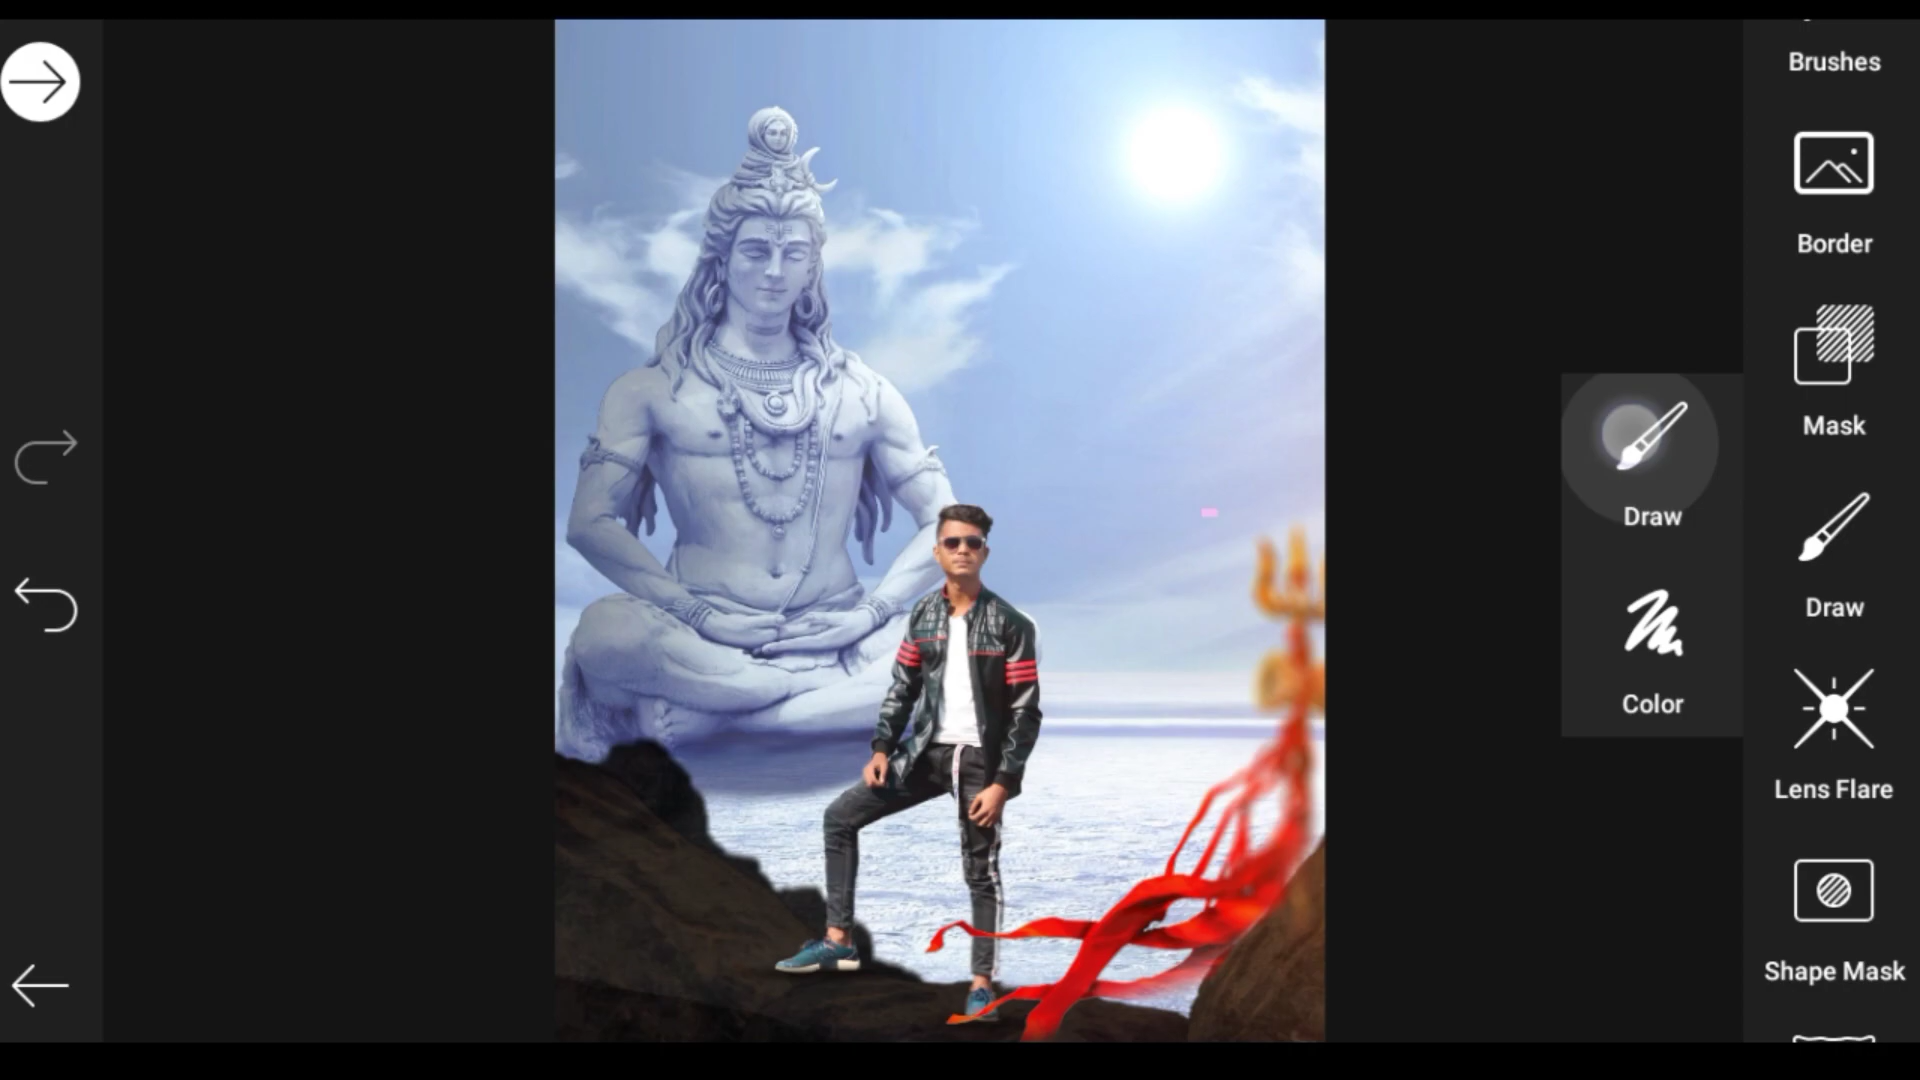 Brushes
Border
Mask
Draw
Draw
Color
Lens Flare
Shape Mask